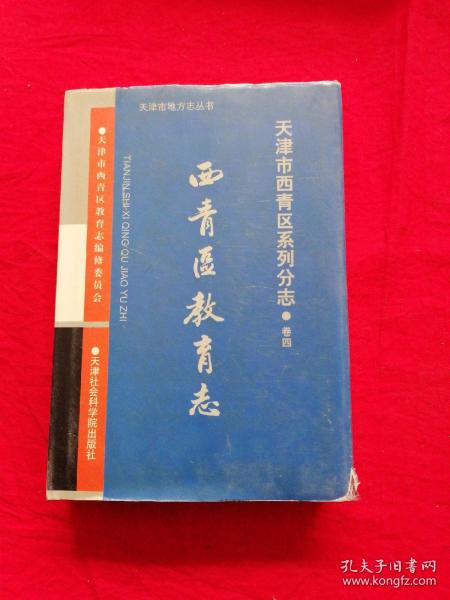 天津市地方志丛书
天津市西青区系列分志●卷四
西青區教育志
TIANJIN SHI XI QING QU JIAO YU ZHI
●天津市西青区教育志编修委员会
●天津社会科学院出版社
孔夫子旧书网
www.kongfz.com